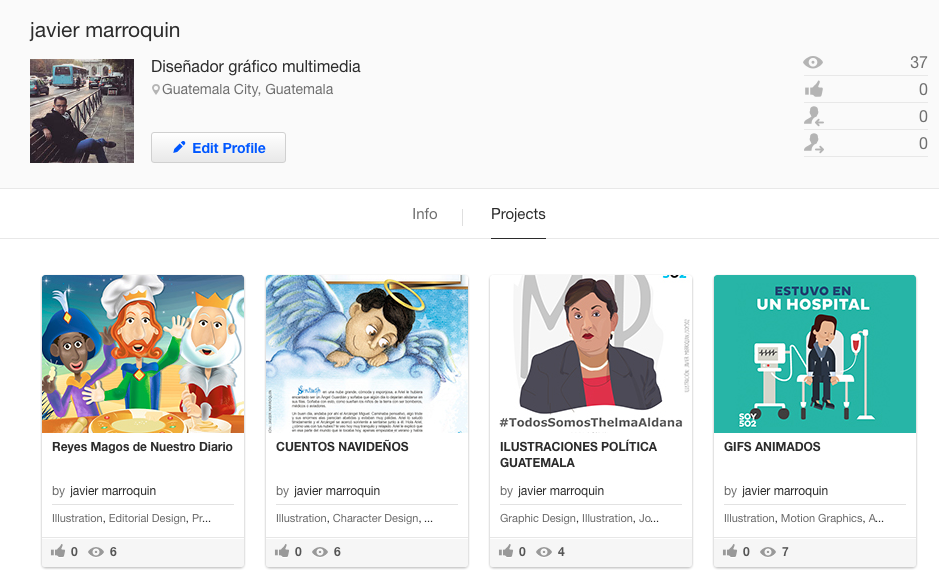 javier marroquin
Diseñador gráfico multimedia
Guatemala City, Guatemala
Edit Profile
37
0
0
0
Info
Projects
#TodosSomosThelmaAldana
ESTUVO EN
UN HOSPITAL
SOY
502
Reyes Magos de Nuestro Diario
by javier marroquin
Illustration, Editorial Design, Pr...
0 6
CUENTOS NAVIDEÑOS
by javier marroquin
Illustration, Character Design, ...
0 6
ILUSTRACIONES POLÍTICA
GUATEMALA
by javier marroquin
Graphic Design, Illustration, Jo...
0 4
GIFS ANIMADOS
by javier marroquin
Illustration, Motion Graphics, A...
0 7